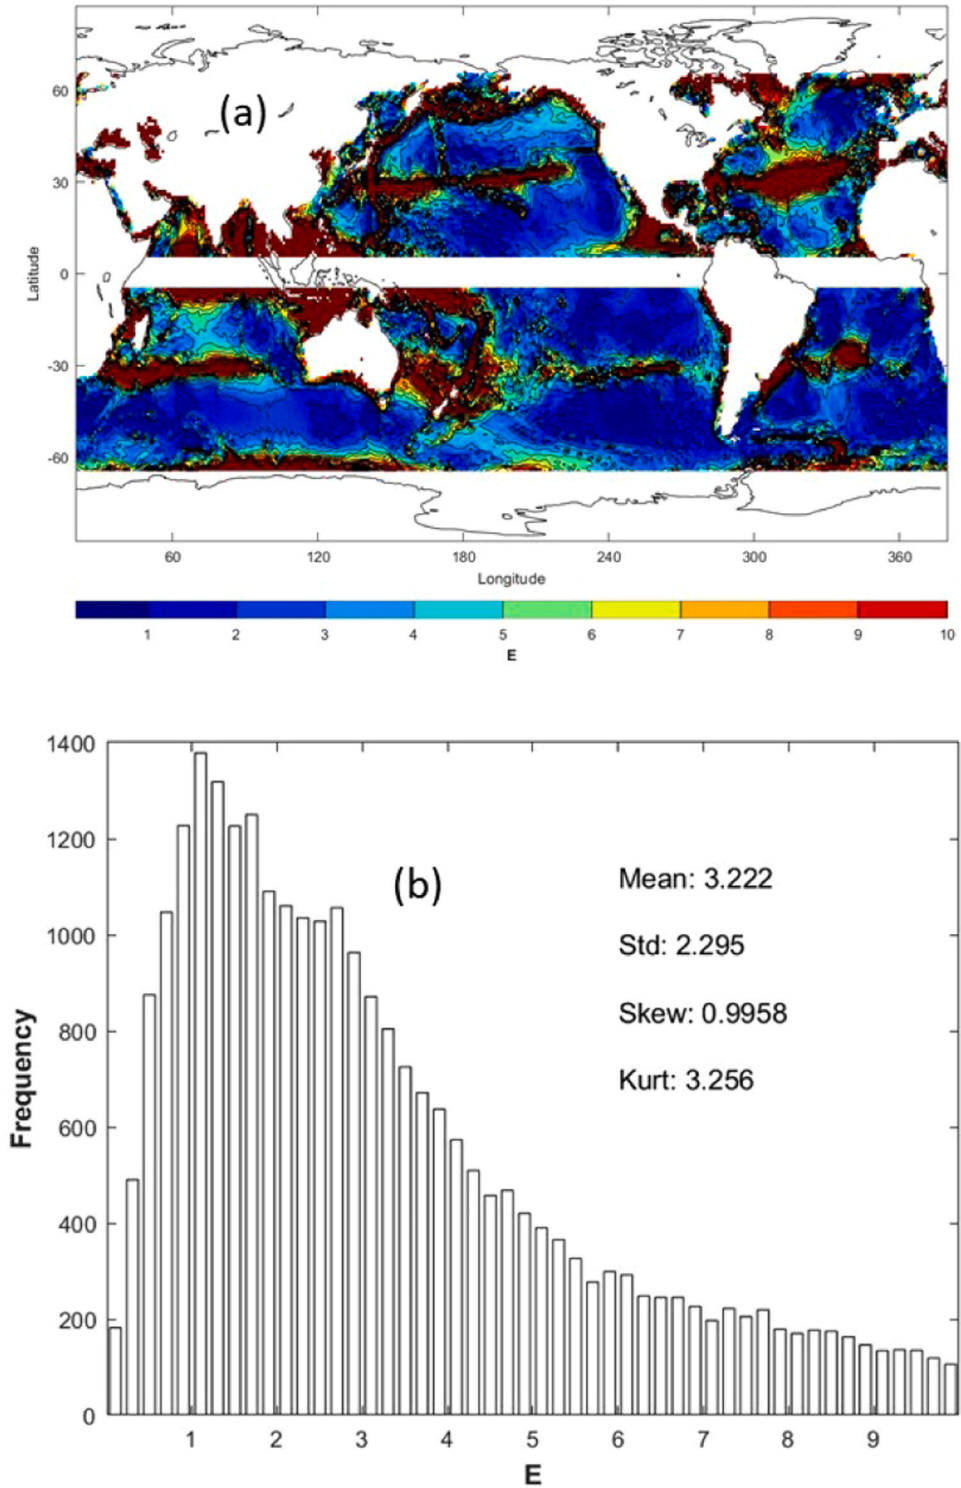 (a)
60
30
0
-30
-60
Latitude
60 120 180 240 300 360
Longitude
1 2 3 4 5 6 7 8 9 10
E
1400
1200
1000
800
600
400
200
0
Frequency
(b)
Mean: 3.222
Std: 2.295
Skew: 0.9958
Kurt: 3.256
1 2 3 4 5 6 7 8 9
E